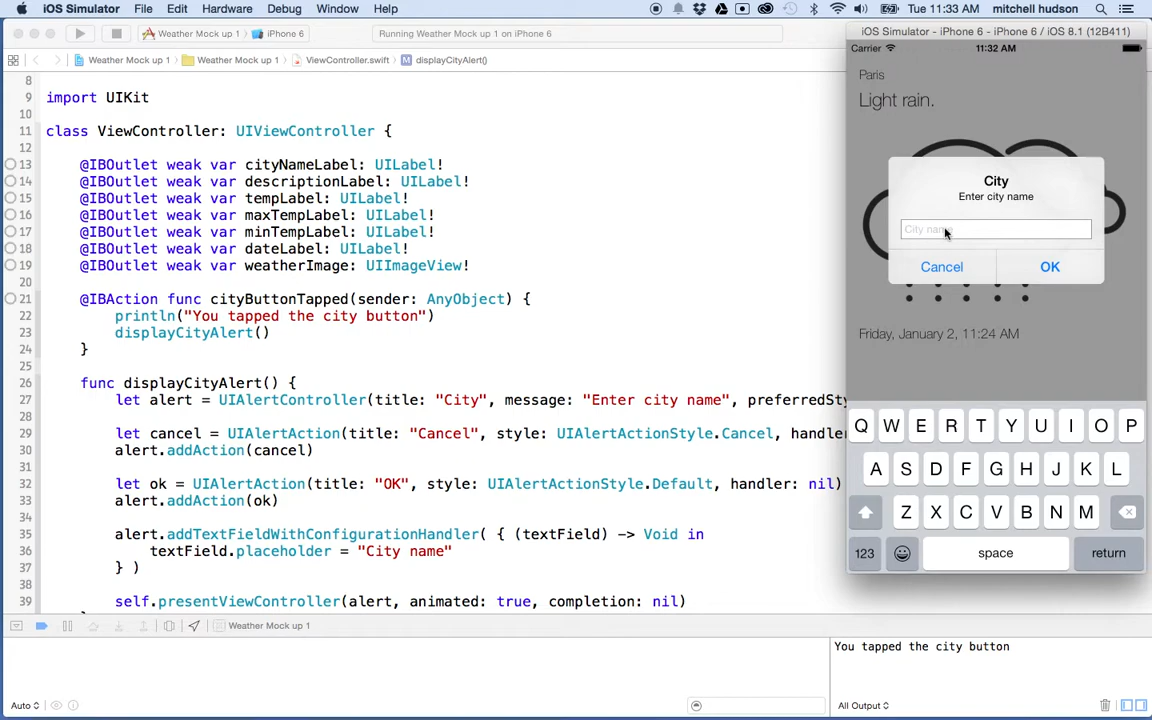 iOS Simulator File Edit Hardware Debug Window Help Tue 11:33 AM mitchell hudson
Weather Mock up 1 iPhone 6 Running Weather Mock up 1 on iPhone 6
Weather Mock up 1 Weather Mock up 1 ViewController.swift M displayCityAlert()
8
9 import UIKit
10
11 class ViewController: UIViewController {
12
13 @IBOutlet weak var cityNameLabel: UILabel!
14 @IBOutlet weak var descriptionLabel: UILabel!
15 @IBOutlet weak var tempLabel: UILabel!
16 @IBOutlet weak var maxTempLabel: UILabel!
17 @IBOutlet weak var minTempLabel: UILabel!
18 @IBOutlet weak var dateLabel: UILabel!
19 @IBOutlet weak var weatherImage: UIImageView!
20
21 @IBAction func cityButtonTapped(sender: AnyObject) {
22 println("You tapped the city button")
23 displayCityAlert()
24 }
25
26 func displayCityAlert() {
27 let alert = UIAlertController(title: "City", message: "Enter city name", preferredSty
28
29 let cancel = UIAlertAction(title: "Cancel", style: UIAlertActionStyle.Cancel, handler
30 alert.addAction(cancel)
31
32 let ok = UIAlertAction(title: "OK", style: UIAlertActionStyle.Default, handler: nil)
33 alert.addAction(ok)
34
35 alert.addTextFieldWithConfigurationHandler( { (textField) -> Void in
36 textField.placeholder = "City name"
37 } )
38
39 self.presentViewController(alert, animated: true, completion: nil)
Weather Mock up 1
Auto
You tapped the city button
All Output
iOS Simulator - iPhone 6 - iPhone 6 / iOS 8.1 (12B411)
Carrier 11:32 AM
Paris
Light rain.
City
Enter city name
City name
Cancel OK
Friday, January 2, 11:24 AM
Q W E R T Y U I O P
A S D F G H J K L
Z X C V B N M
123 space return